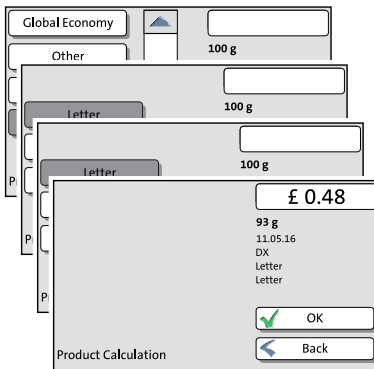 Global Economy
Other
100 g
Letter
100 g
Letter
100 g
P
P
P
£ 0.48
93 g
11.05.16
DX
Letter
Letter
OK
Back
Product Calculation